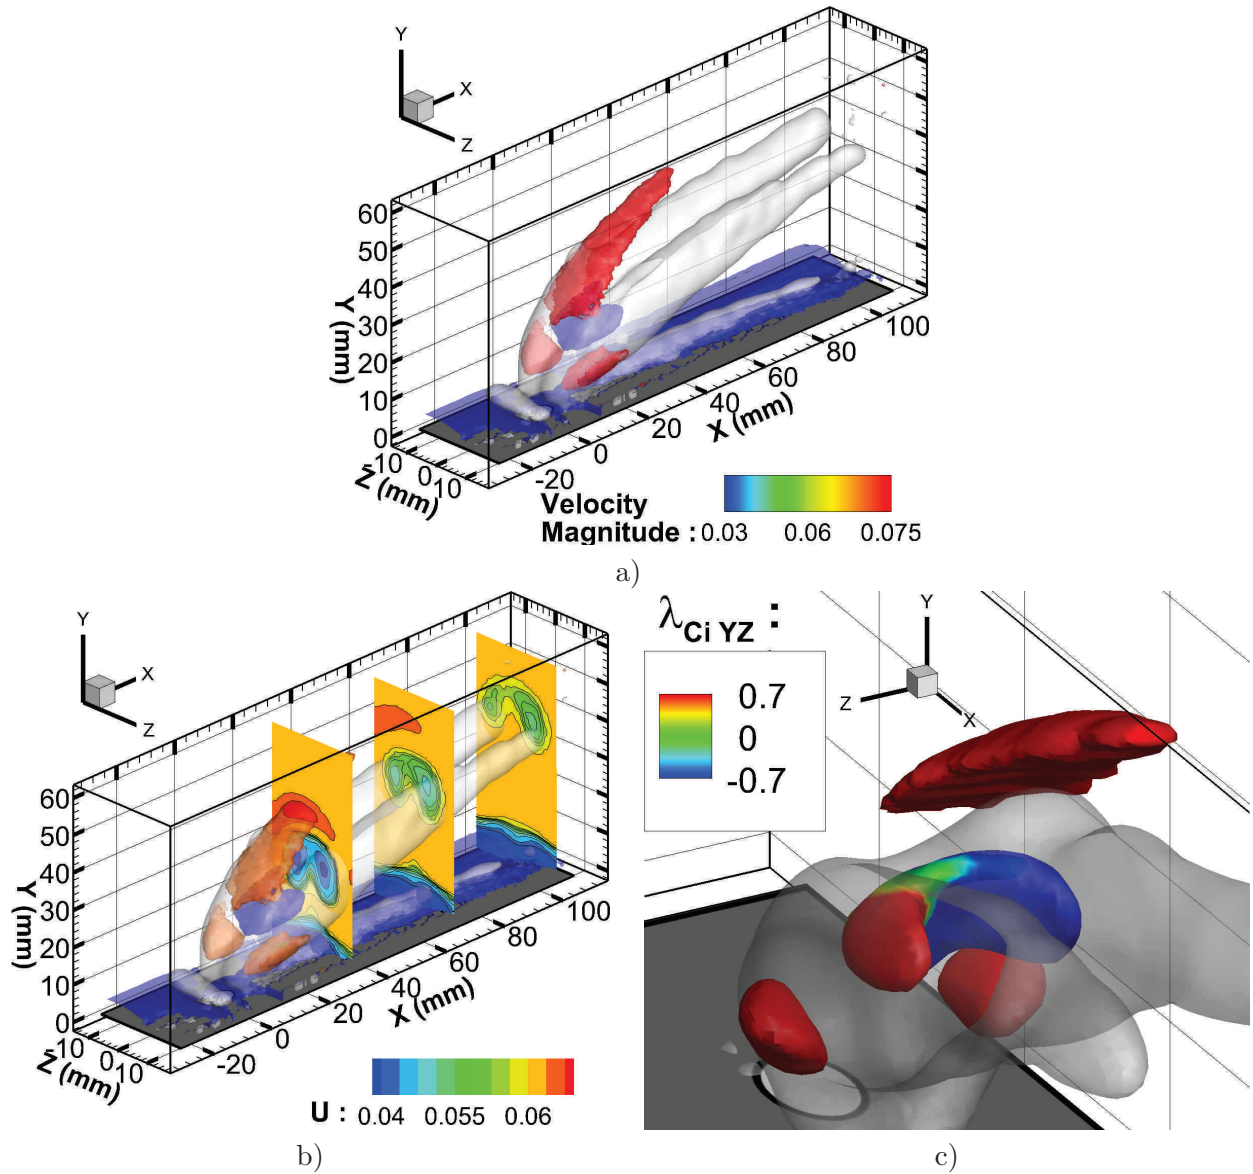 Y
X
Z
60
50
40
30
20
10
0
Y (mm)
-10
0
10
Z (mm)
-20
0
20
40
60
80
100
X (mm)
Velocity
Magnitude : 0.03 0.06 0.075
a)
Y
X
Z
60
50
40
30
20
10
0
Y (mm)
-10
0
10
Z (mm)
-20
0
20
40
60
80
100
X (mm)
U : 0.04 0.055 0.06
b)
λCi YZ :
0.7
0
-0.7
Y
Z
X
c)